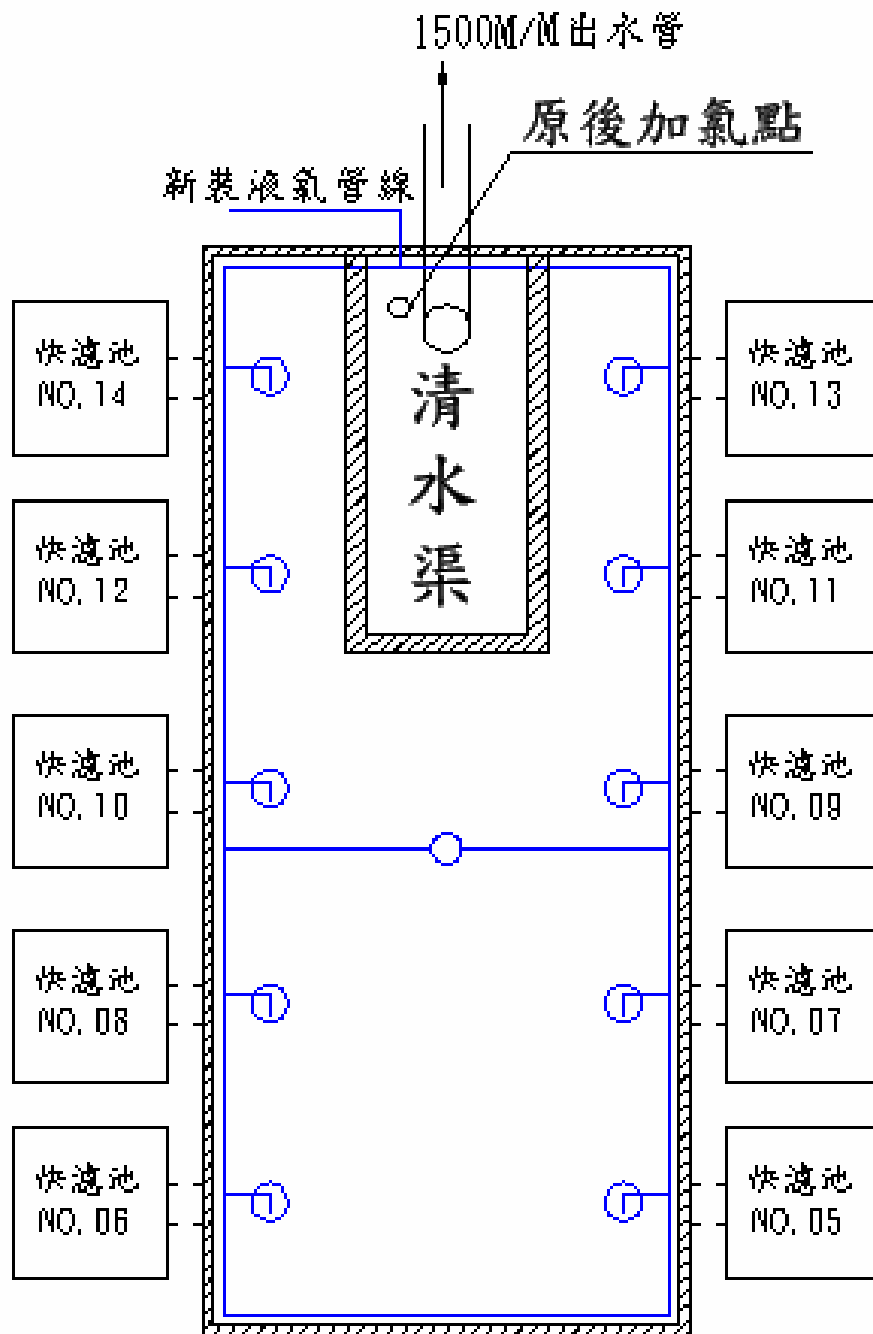 1500M/M出水管
原後加氯點
新裝液氯管線
快濾池
NO.14
快濾池
NO.13
清水渠
快濾池
NO.12
快濾池
NO.11
快濾池
NO.10
快濾池
NO.09
快濾池
NO.08
快濾池
NO.07
快濾池
NO.06
快濾池
NO.05